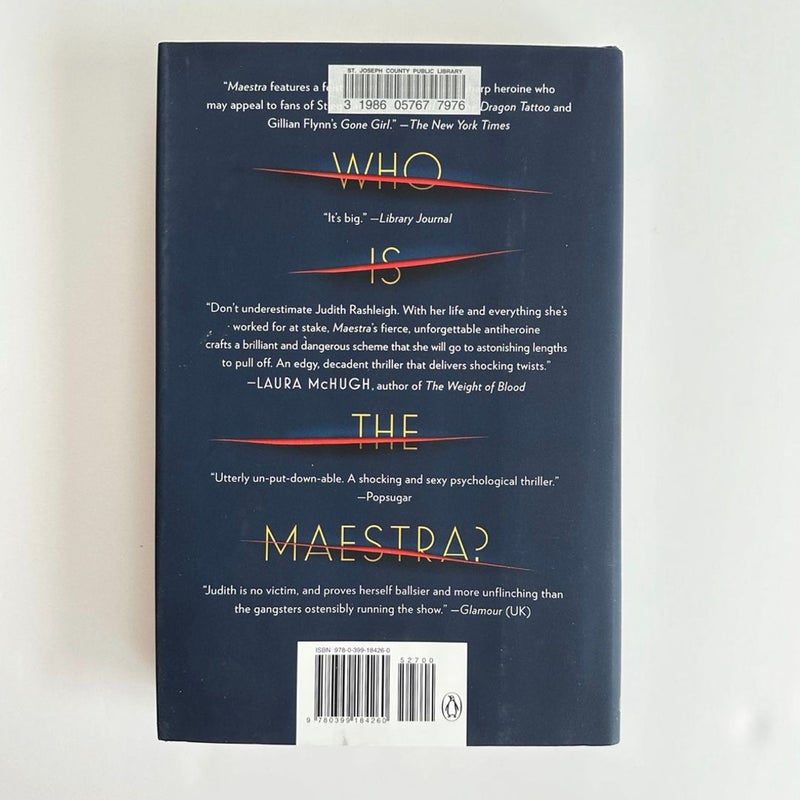 ST. JOSEPH COUNTY PUBLIC LIBRARY
3 1986 05767 7976
"Maestra features a heroine who
may appeal to fans of Dragon Tattoo and
Gillian Flynn's Gone Girl." —The New York Times
WHO
"It's big." —Library Journal
IS
"Don't underestimate Judith Rashleigh. With her life and everything she's
worked for at stake, Maestra's fierce, unforgettable antiheroine
crafts a brilliant and dangerous scheme that she will go to astonishing lengths
to pull off. An edgy, decadent thriller that delivers shocking twists."
—LAURA McHUGH, author of The Weight of Blood
THE
"Utterly un-put-down-able. A shocking and sexy psychological thriller."
—Popsugar
MAESTRA?
"Judith is no victim, and proves herself ballsier and more unflinching than
the gangsters ostensibly running the show." —Glamour (UK)
ISBN 978-0-399-18426-0
52700
9 780399 184260